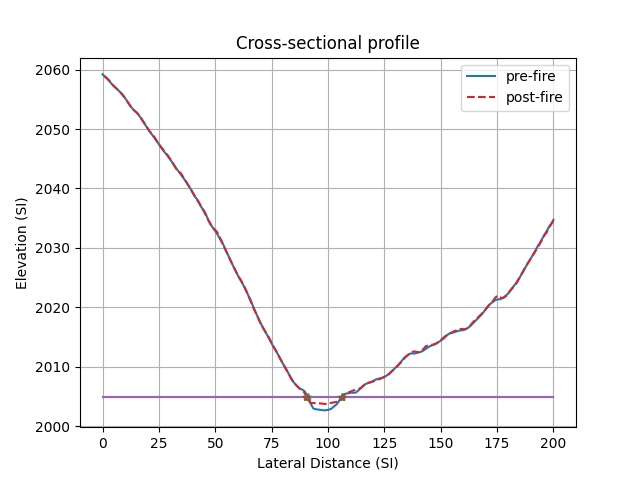 Cross-sectional profile
pre-fire
post-fire
2060
2050
2040
2030
2020
2010
2000
Elevation (SI)
0 25 50 75 100 125 150 175 200
Lateral Distance (SI)